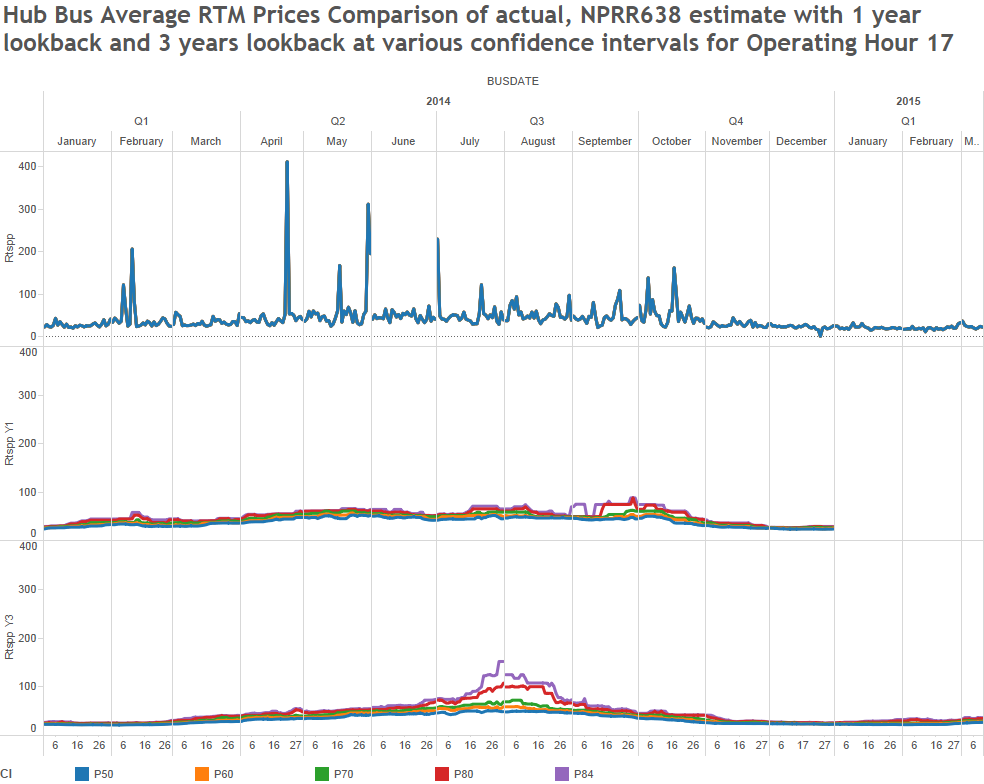 Hub Bus Average RTM Prices Comparison of actual, NPRR638 estimate with 1 year
lookback and 3 years lookback at various confidence intervals for Operating Hour 17
BUSDATE
2014 2015
Q1 Q2 Q3 Q4 Q1
January February March April May June July August September October November December January February M..
400
300
200
100
0
Rtspp
400
300
200
100
0
Rtspp Y1
400
300
200
100
0
Rtspp Y3
6 16 26 6 16 26 6 16 26 6 16 27 6 16 26 6 16 26 6 16 26 6 16 26 6 16 26 6 16 26 6 16 27 6 17 27 6 16 26 6 16 27 6
CI P50 P60 P70 P80 P84